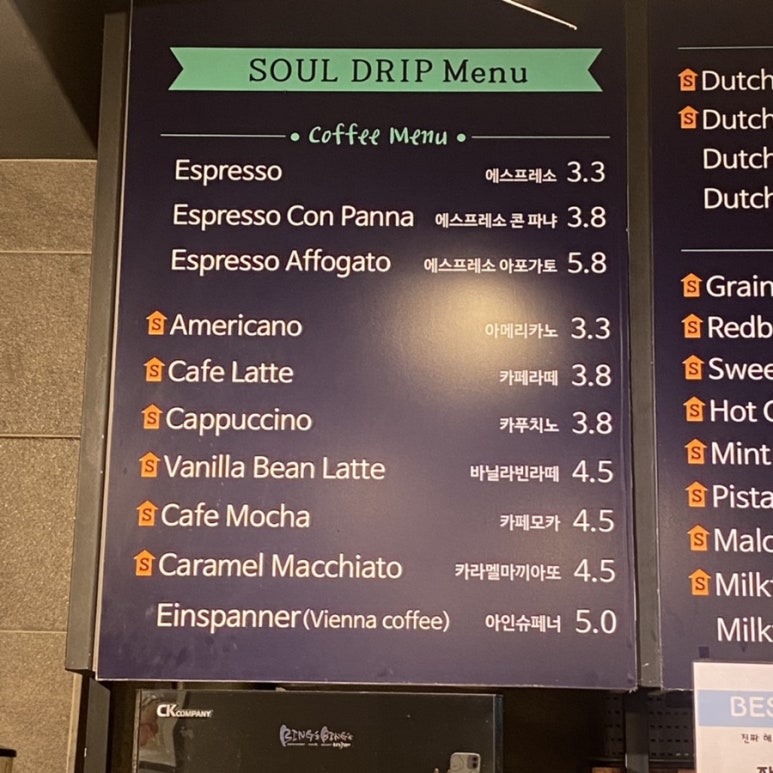 SOUL DRIP Menu
Coffee Menu
Espresso 에스프레소 3.3
Espresso Con Panna 에스프레소 콘 파냐 3.8
Espresso Affogato 에스프레소 아포가토 5.8
S Americano 아메리카노 3.3
S Cafe Latte 카페라떼 3.8
S Cappuccino 카푸치노 3.8
S Vanilla Bean Latte 바닐라빈라떼 4.5
S Cafe Mocha 카페모카 4.5
S Caramel Macchiato 카라멜마끼아또 4.5
Einspanner(Vienna coffee) 아인슈페너 5.0
S Dutch
S Dutch
Dutch
Dutch
S Grain
S Redb
S Swee
S Hot
S Mint
S Pista
S Malc
S Milk
Milk
CK COMPANY
BES
진짜